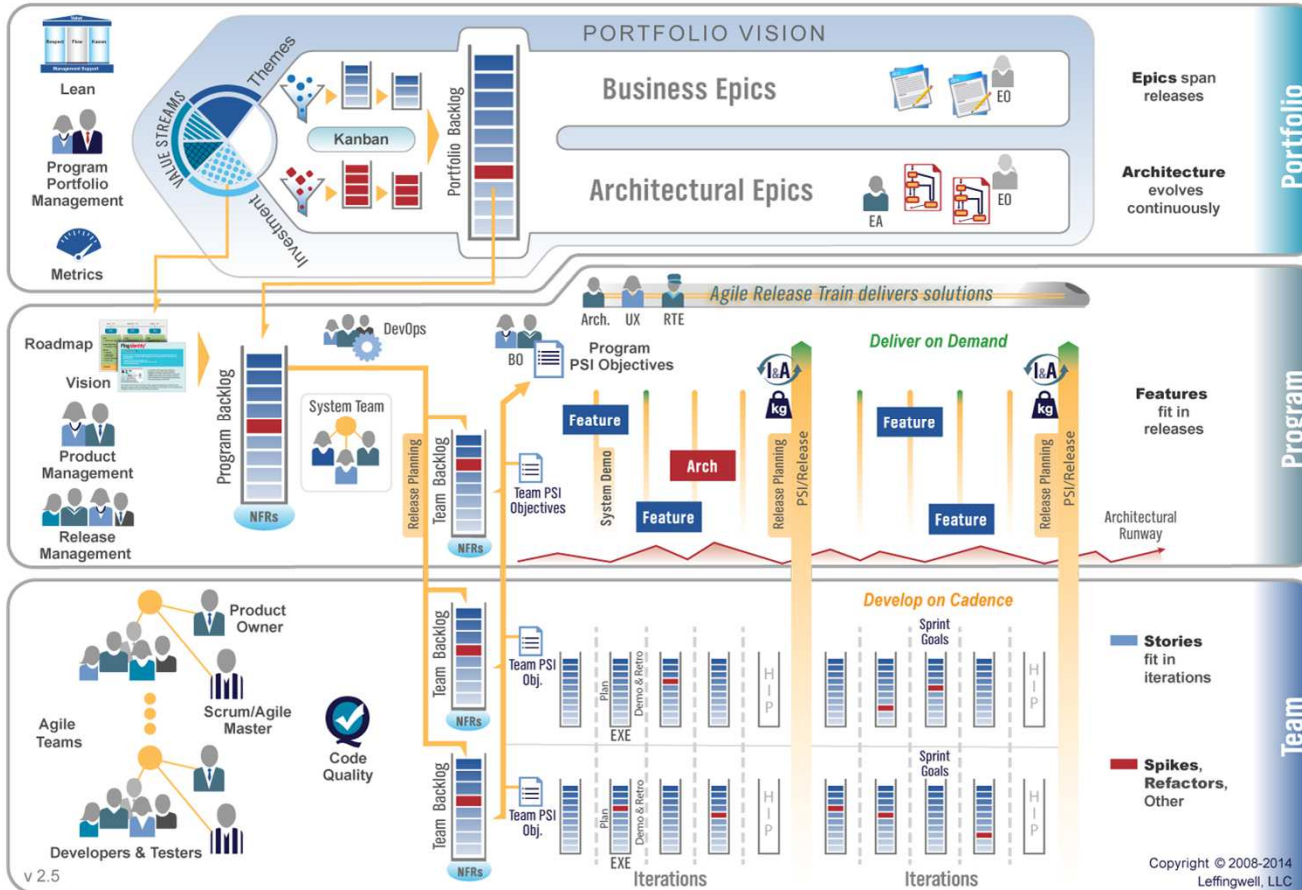 PORTFOLIO VISION
Value
Respect
Flow
Kaizen
Management Support
Lean
Program
Portfolio
Management
Metrics
VALUE STREAMS
Themes
Investment
Kanban
Portfolio Backlog
Business Epics
EO
Architectural Epics
EA
EO
Epics span
releases
Architecture
evolves
continuously
Portfolio
Roadmap
Vision
Product
Management
Release
Management
Program Backlog
NFRs
DevOps
System Team
Release Planning
Team Backlog
NFRs
BO
Program
PSI Objectives
Team PSI
Objectives
Arch.
UX
RTE
Agile Release Train delivers solutions
Deliver on Demand
Feature
System Demo
Feature
Arch
I&A
kg
Release Planning
PSI/Release
Feature
Feature
I&A
kg
Release Planning
PSI/Release
Architectural
Runway
Features
fit in
releases
Program
Product
Owner
Scrum/Agile
Master
Agile
Teams
Developers & Testers
Code
Quality
Team Backlog
NFRs
Team PSI
Obj.
Develop on Cadence
Plan
EXE
Demo & Retro
HIP
Sprint
Goals
HIP
Team Backlog
NFRs
Team PSI
Obj.
Plan
EXE
Demo & Retro
HIP
Sprint
Goals
HIP
Iterations
Iterations
Stories
fit in
iterations
Spikes,
Refactors,
Other
Team
v 2.5
Copyright © 2008-2014
Leffingwell, LLC